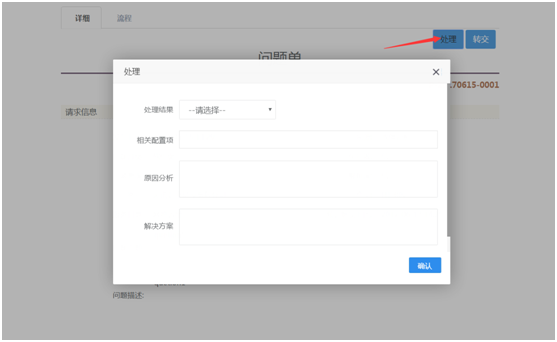 详细 流程
处理 转交
问题单
70615-0001
请求信息
处理 ×
处理结果 --请选择--
相关配置项
原因分析
解决方案
确认
问题描述: